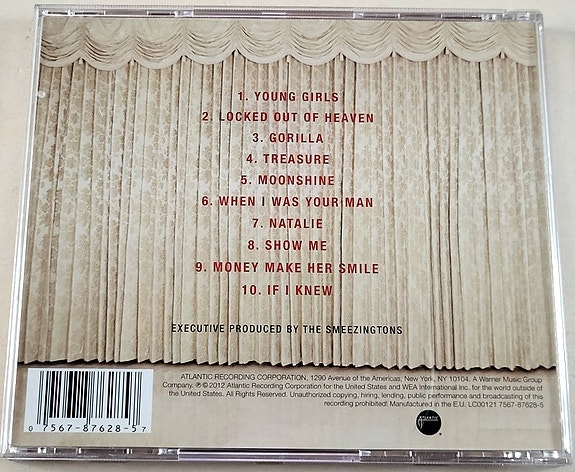 1. YOUNG GIRLS
2. LOCKED OUT OF HEAVEN
3. GORILLA
4. TREASURE
5. MOONSHINE
6. WHEN I WAS YOUR MAN
7. NATALIE
8. SHOW ME
9. MONEY MAKE HER SMILE
10. IF I KNEW
EXECUTIVE PRODUCED BY THE SMEEZINGTONS
ATLANTIC RECORDING CORPORATION, 1290 Avenue of the Americas, New York, NY 10104. A Warner Music Group
Company. ℗ © 2012 Atlantic Recording Corporation for the United States and WEA International Inc. for the world outside of
the United States. All Rights Reserved. Unauthorized copying, hiring, lending, public performance and broadcasting of this
recording prohibited! Manufactured in the E.U. LC00121 7567-87628-5
0 7567-87628-5 7
ATLANTIC